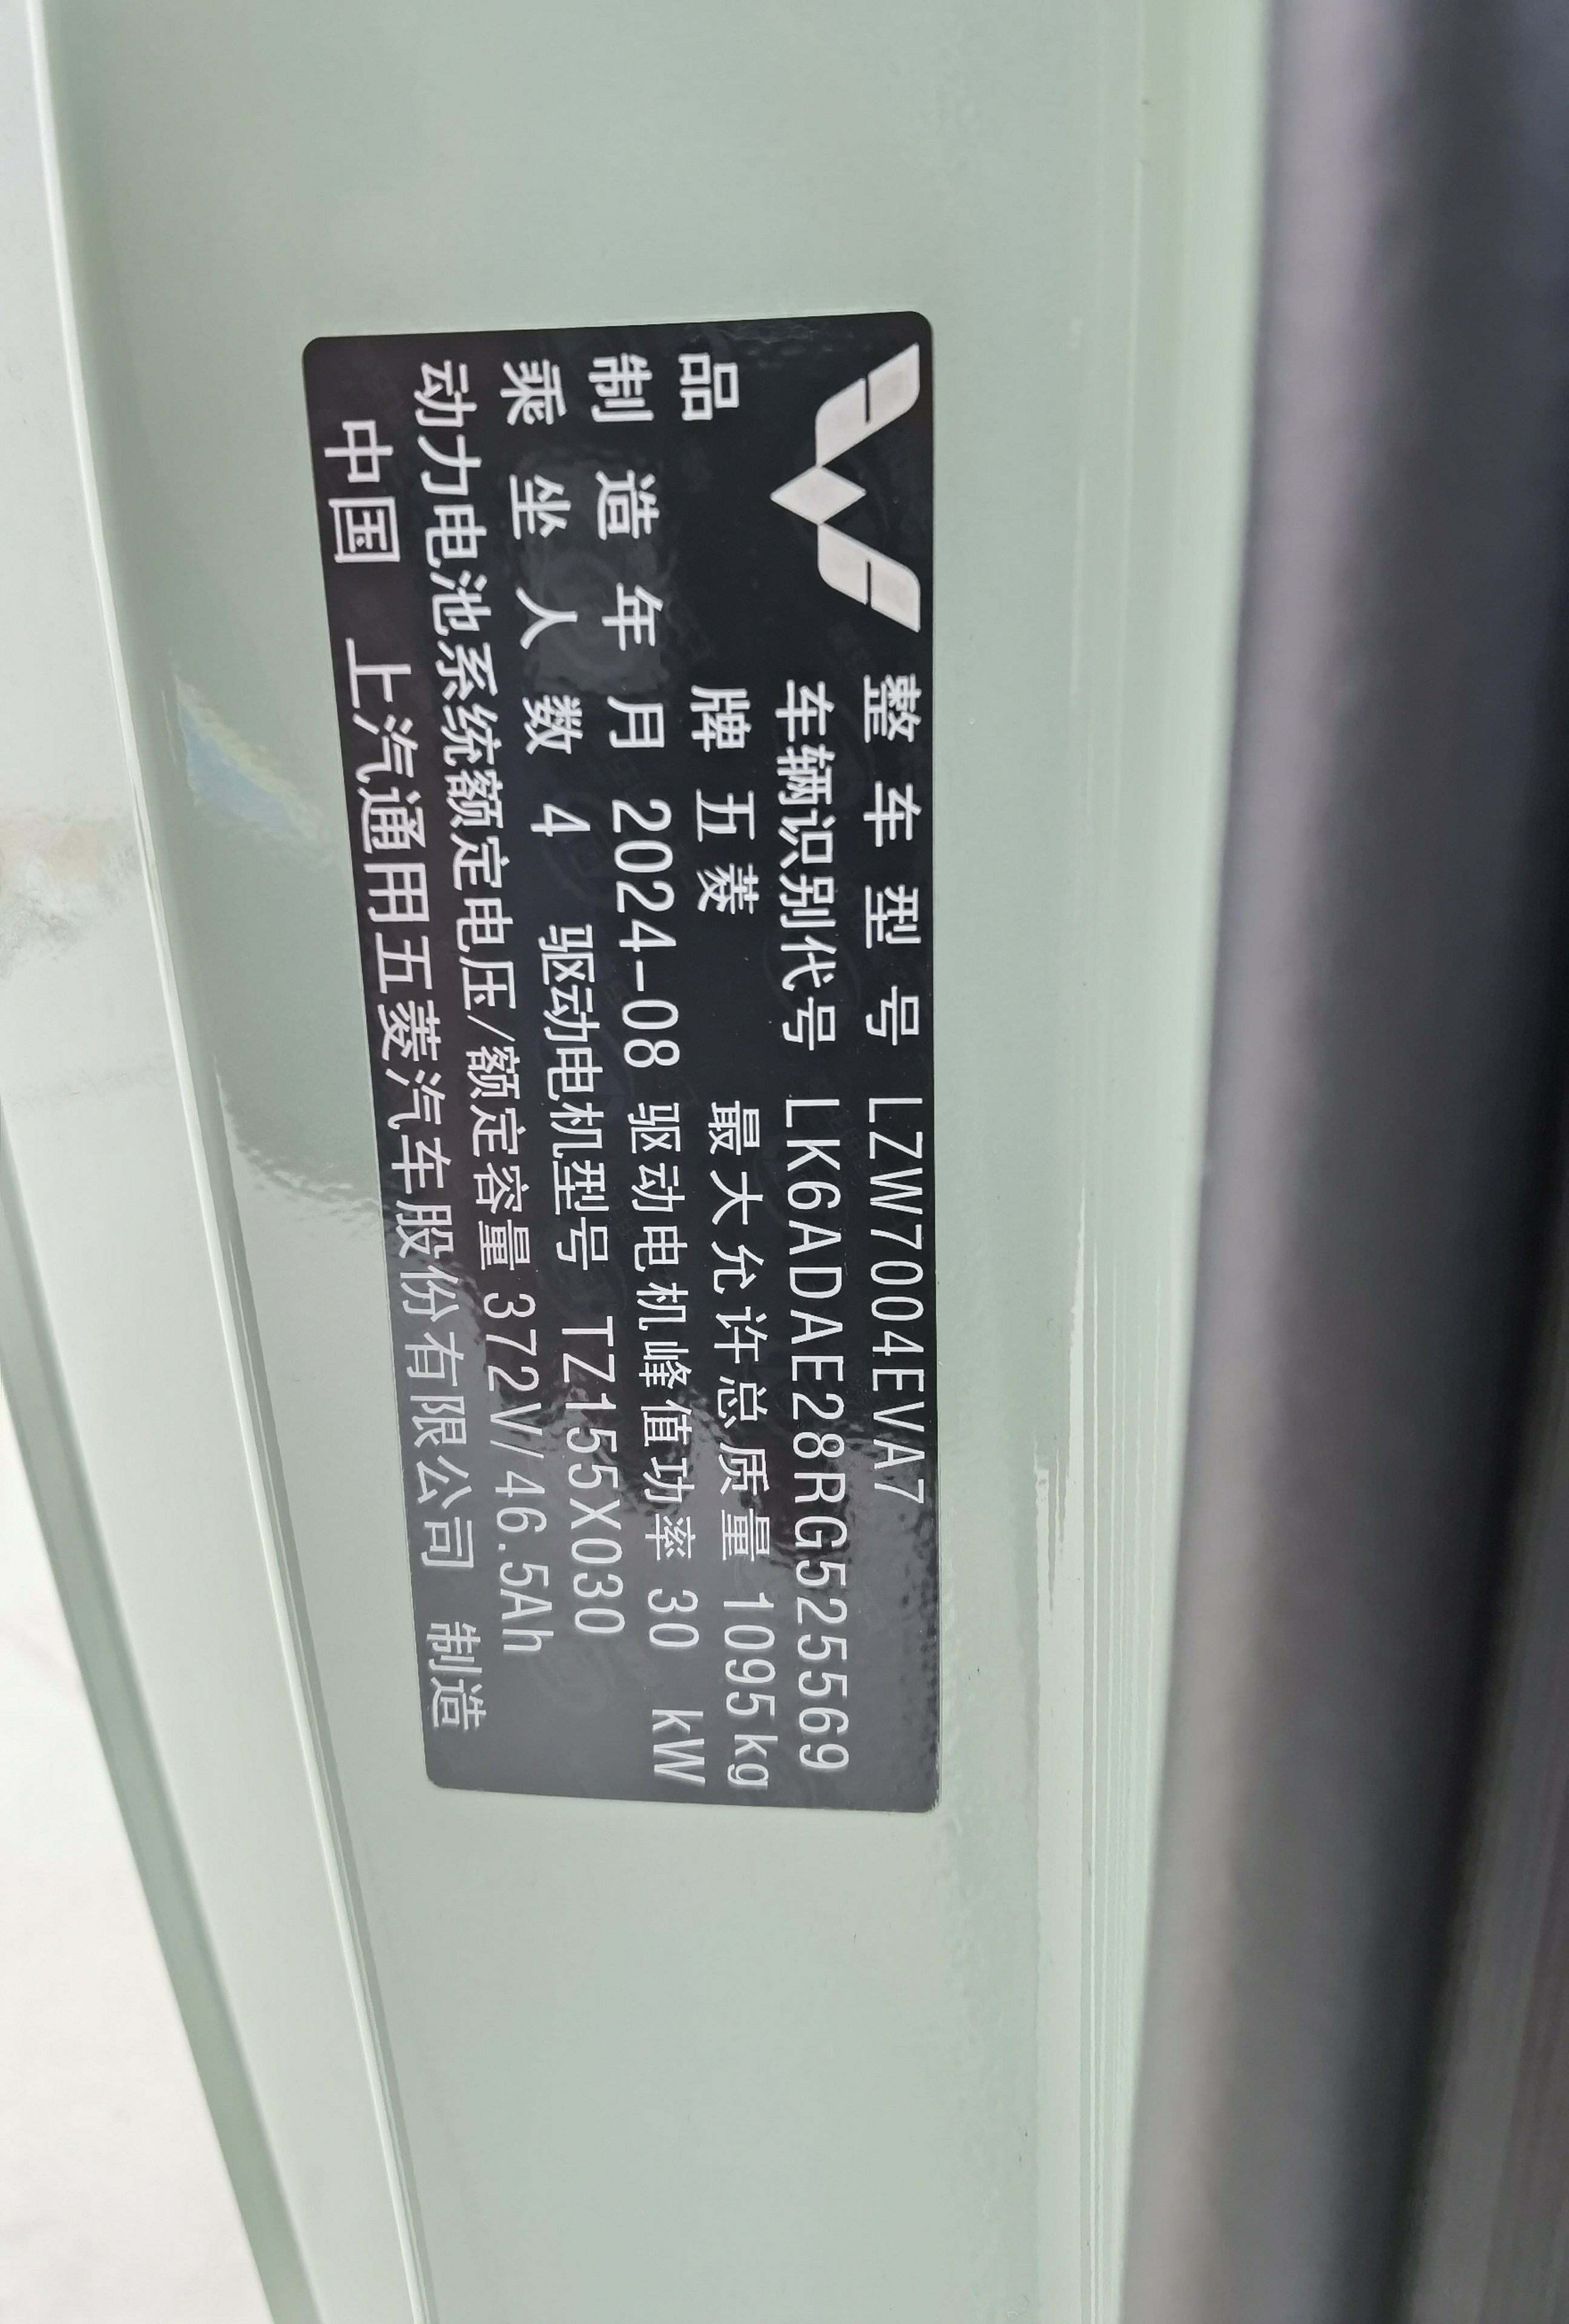 整车型号 LZW7004EVA7
车辆识别代号 LK6ADAE28RG525569
品牌 五菱 最大允许总质量 1095kg
制造年月 2024-08 驱动电机峰值功率 30 kW
乘坐人数 4 驱动电机型号 TZ155X030
动力电池系统额定电压/额定容量 372V/46.5Ah
中国 上汽通用五菱汽车股份有限公司 制造